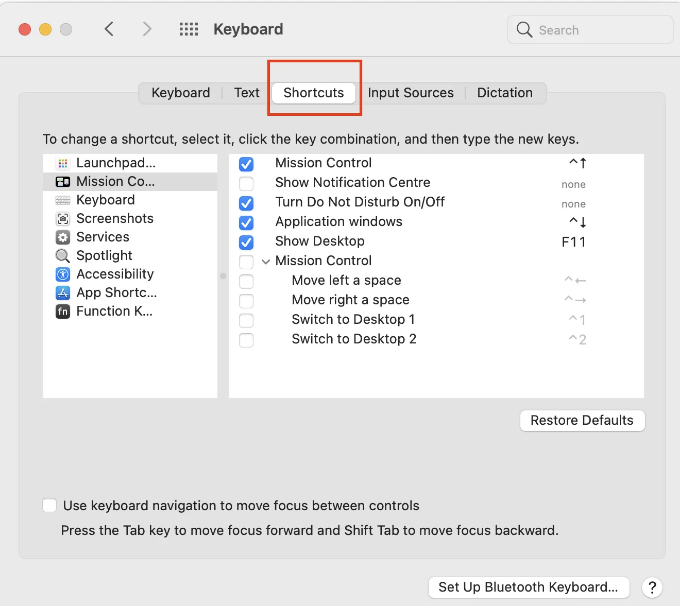 Keyboard
Search
Keyboard Text Shortcuts Input Sources Dictation
To change a shortcut, select it, click the key combination, and then type the new keys.
Launchpad...
Mission Co...
Keyboard
Screenshots
Services
Spotlight
Accessibility
App Shortc...
fn Function K...
Mission Control ^↑
Show Notification Centre none
Turn Do Not Disturb On/Off none
Application windows ^↓
Show Desktop F11
Mission Control
Move left a space ^←
Move right a space ^→
Switch to Desktop 1 ^1
Switch to Desktop 2 ^2
Restore Defaults
Use keyboard navigation to move focus between controls
Press the Tab key to move focus forward and Shift Tab to move focus backward.
Set Up Bluetooth Keyboard... ?